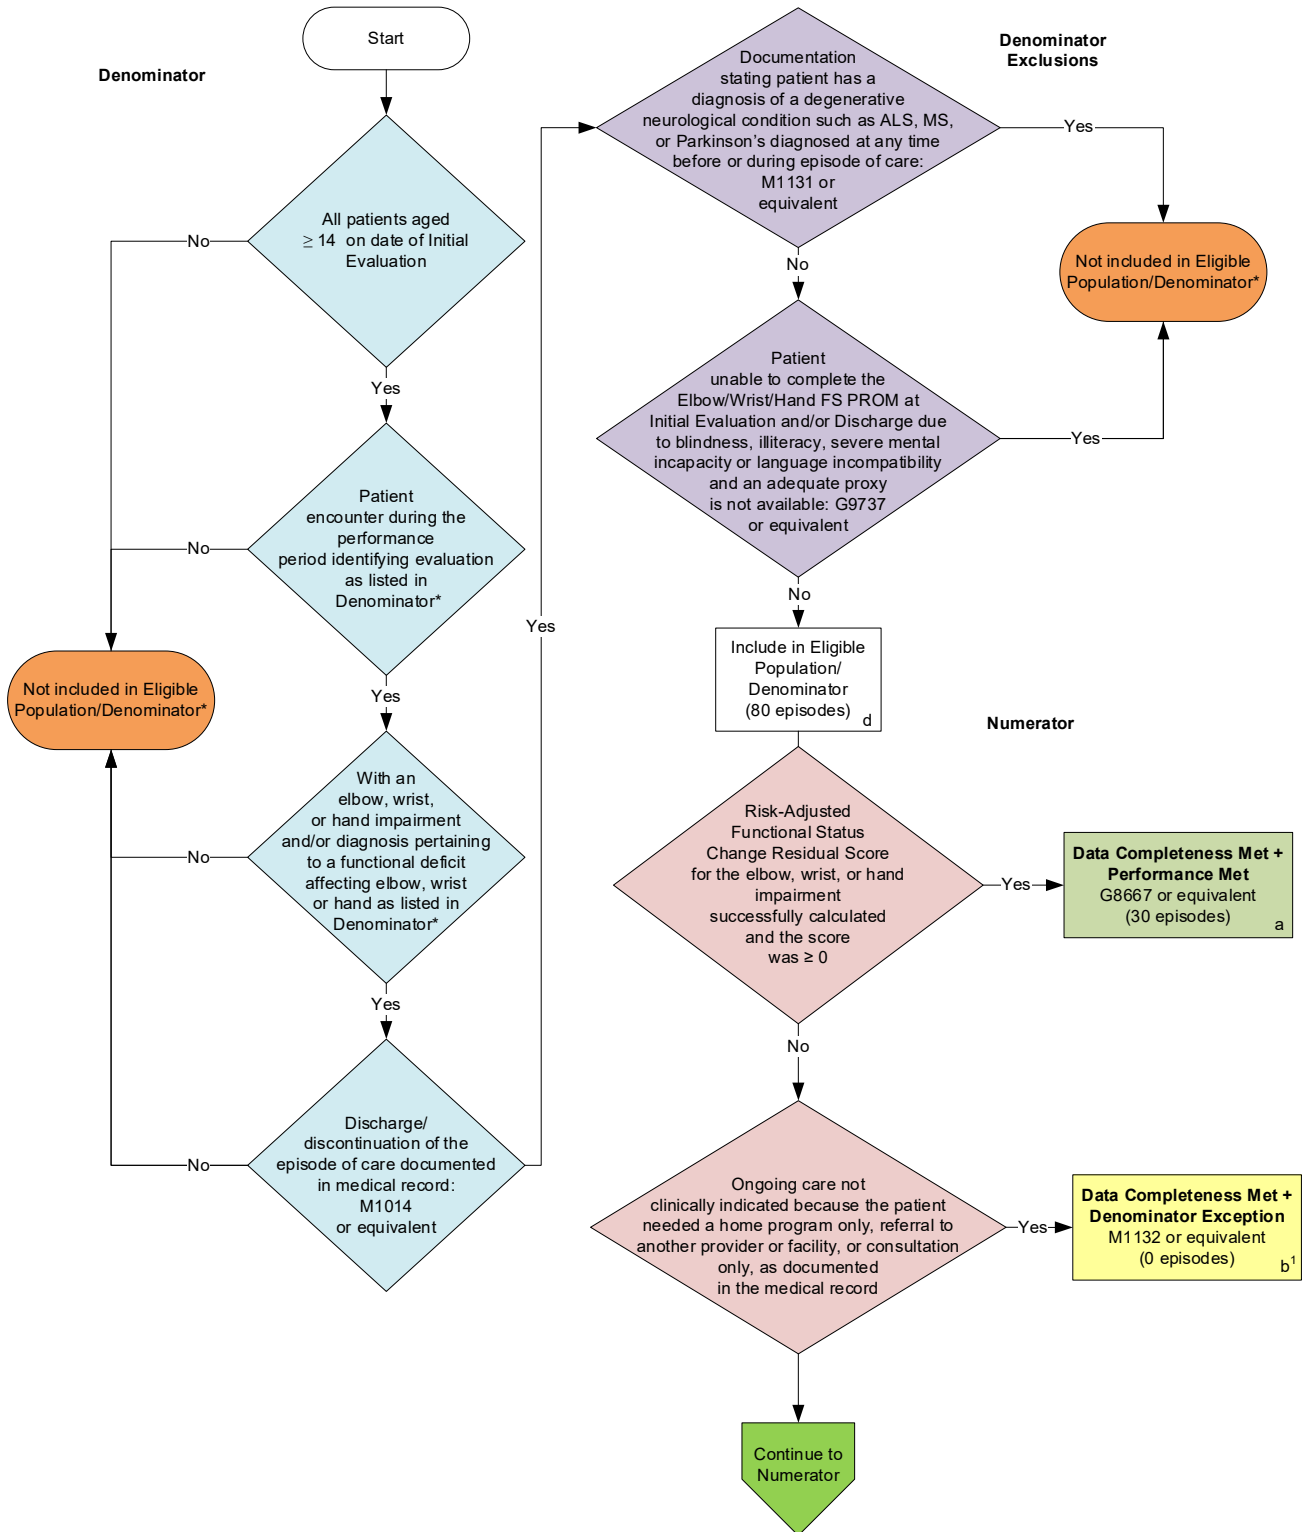 Start
Denominator
All patients aged
≥ 14  on date of Initial
Evaluation
No
Yes
Patient
encounter during the
performance
period identifying evaluation
as listed in
Denominator*
No
Yes
Not included in Eligible
Population/Denominator*
With an
elbow, wrist,
or hand impairment
and/or diagnosis pertaining
to a functional deficit
affecting elbow, wrist
or hand as listed in
Denominator*
No
Yes
Discharge/
discontinuation of the
episode of care documented
in medical record:
M1014
or equivalent
No
Yes
Denominator
Exclusions
Documentation
stating patient has a
diagnosis of a degenerative
neurological condition such as ALS, MS,
or Parkinson's diagnosed at any time
before or during episode of care:
M1131 or
equivalent
Yes
No
Not included in Eligible
Population/Denominator*
Patient
unable to complete the
Elbow/Wrist/Hand FS PROM at
Initial Evaluation and/or Discharge due
to blindness, illiteracy, severe mental
incapacity or language incompatibility
and an adequate proxy
is not available: G9737
or equivalent
Yes
No
Include in Eligible
Population/
Denominator
(80 episodes)
d
Numerator
Risk-Adjusted
Functional Status
Change Residual Score
for the elbow, wrist, or hand
impairment
successfully calculated
and the score
was ≥ 0
Yes
Data Completeness Met +
Performance Met
G8667 or equivalent
(30 episodes)
a
No
Ongoing care not
clinically indicated because the patient
needed a home program only, referral to
another provider or facility, or consultation
only, as documented
in the medical record
Yes
Data Completeness Met +
Denominator Exception
M1132 or equivalent
(0 episodes)
b¹
Continue to
Numerator